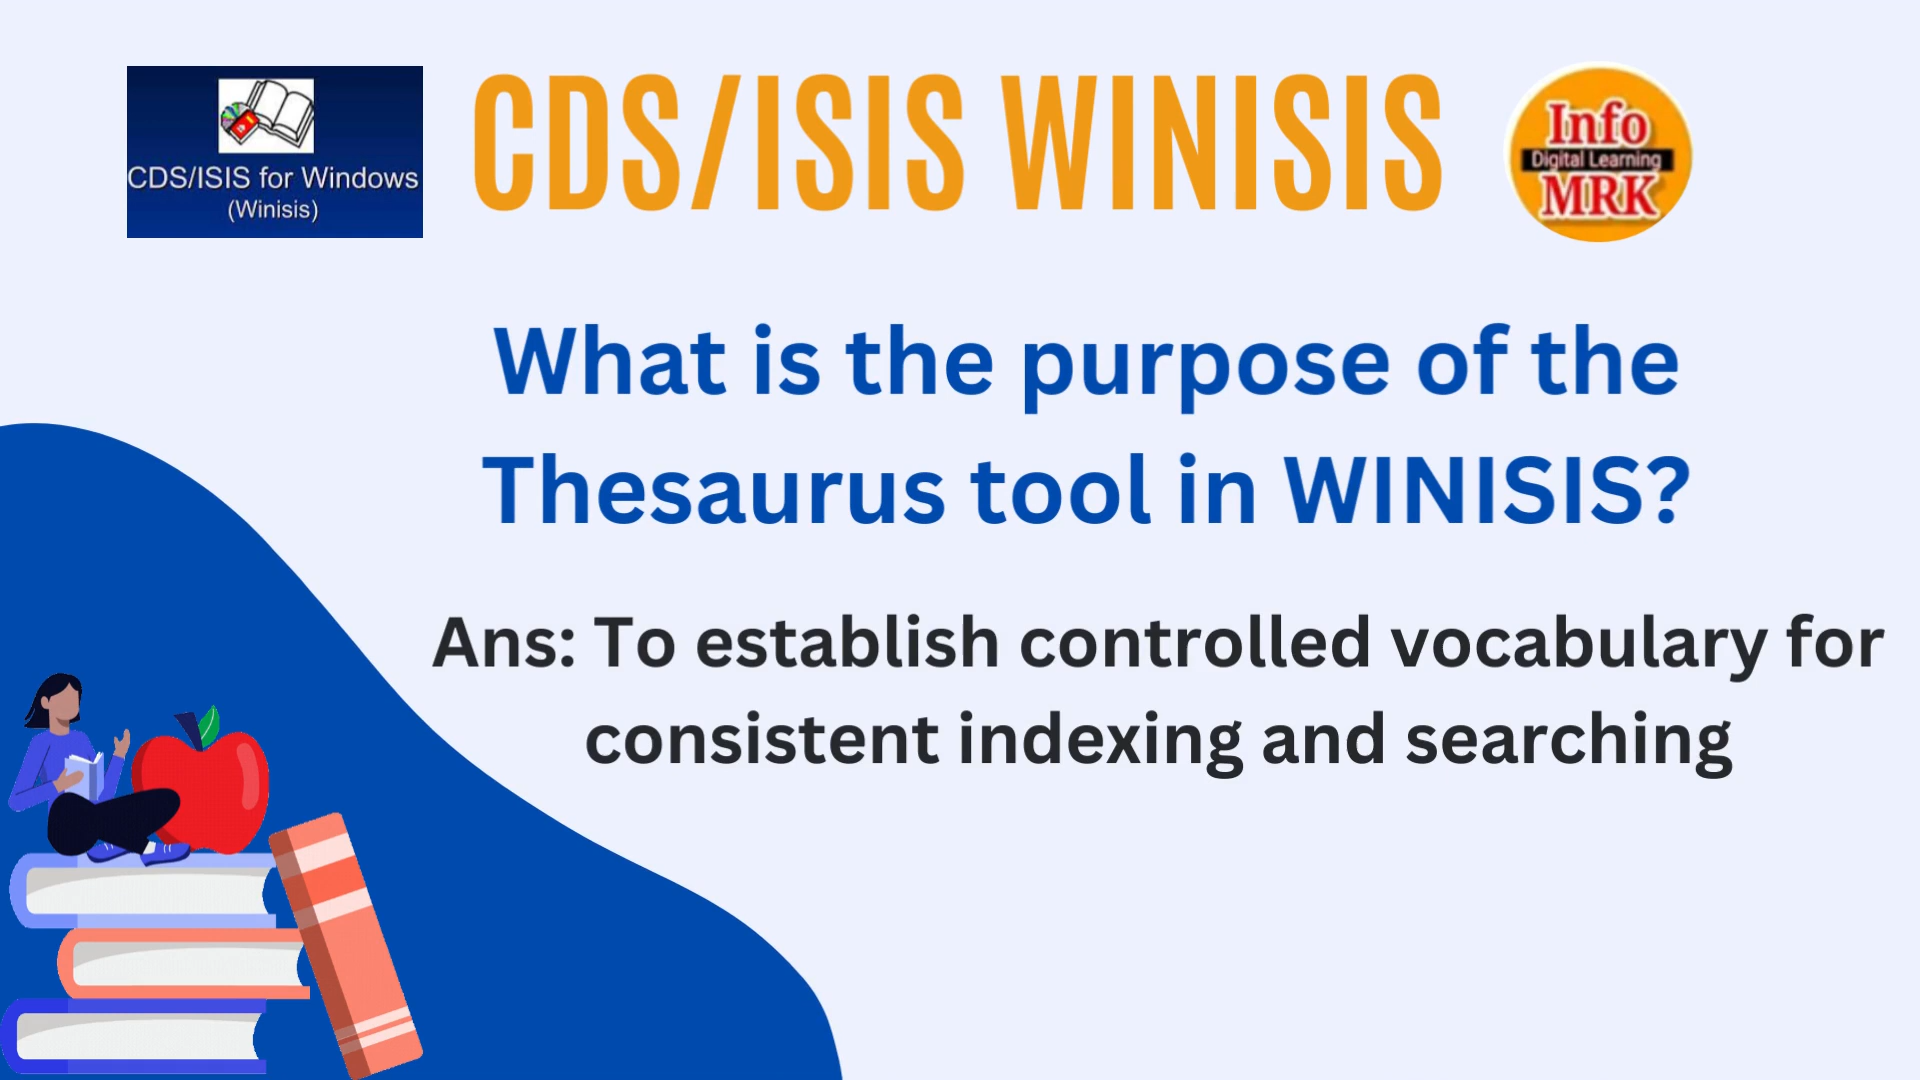 CDS/ISIS for Windows
(Winisis)
CDS/ISIS WINISIS
Info
Digital Learning
MRK
What is the purpose of the
Thesaurus tool in WINISIS?
Ans: To establish controlled vocabulary for
consistent indexing and searching